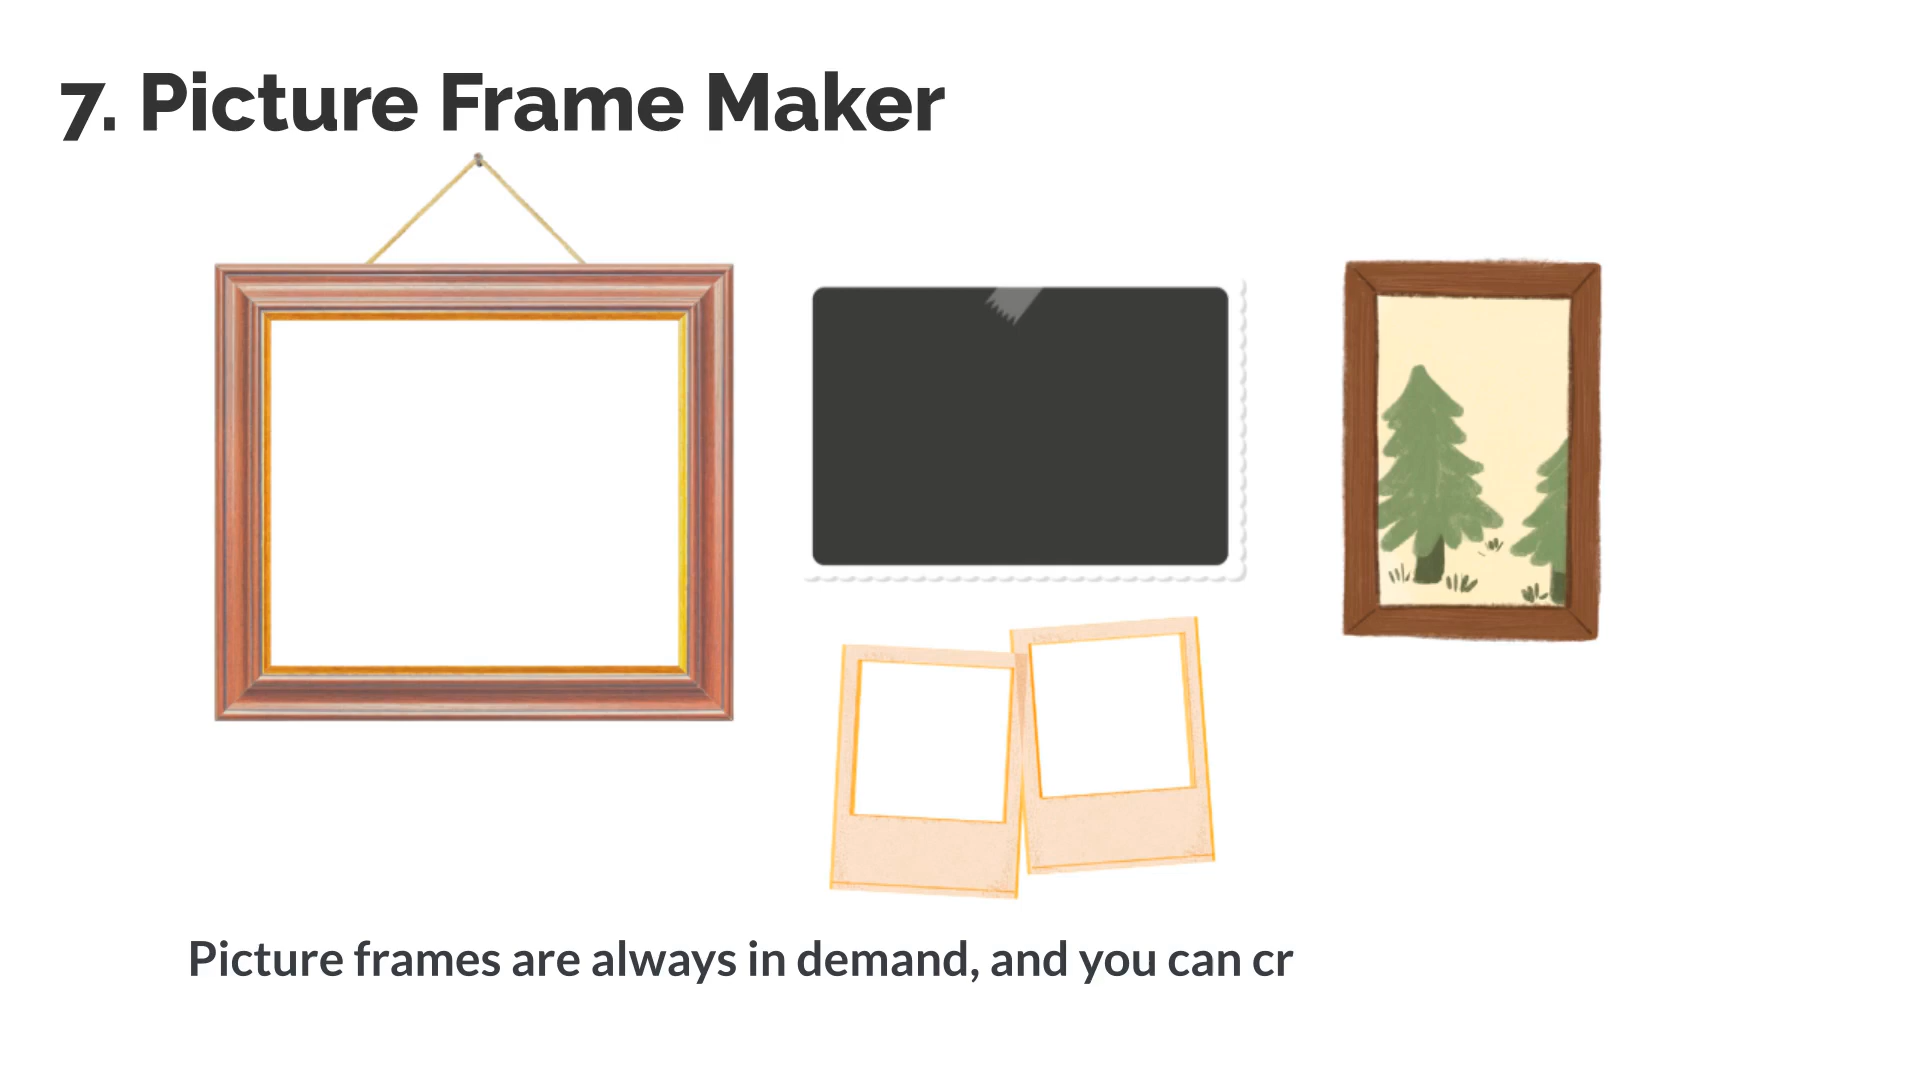 7. Picture Frame Maker
Picture frames are always in demand, and you can cr